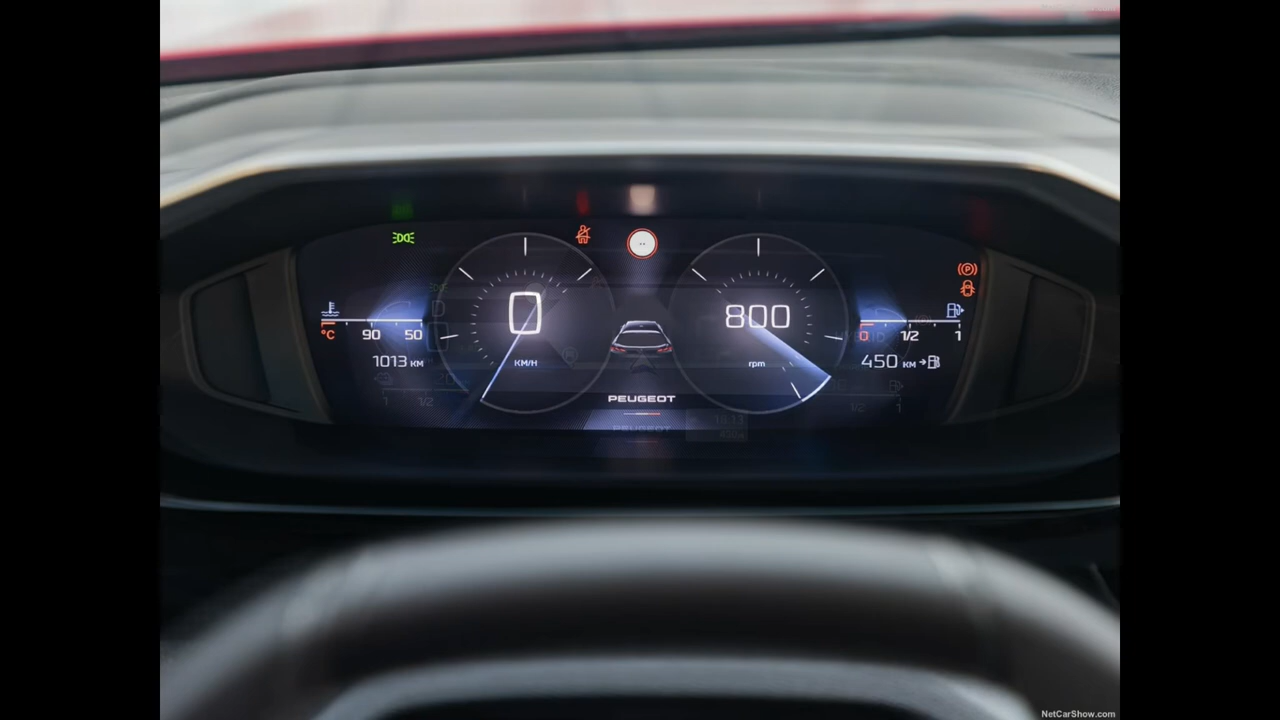 0
KM/H
800
rpm
°C
90
50
1013 KM
0
1/2
1
450 KM
PEUGEOT
NetCarShow.com